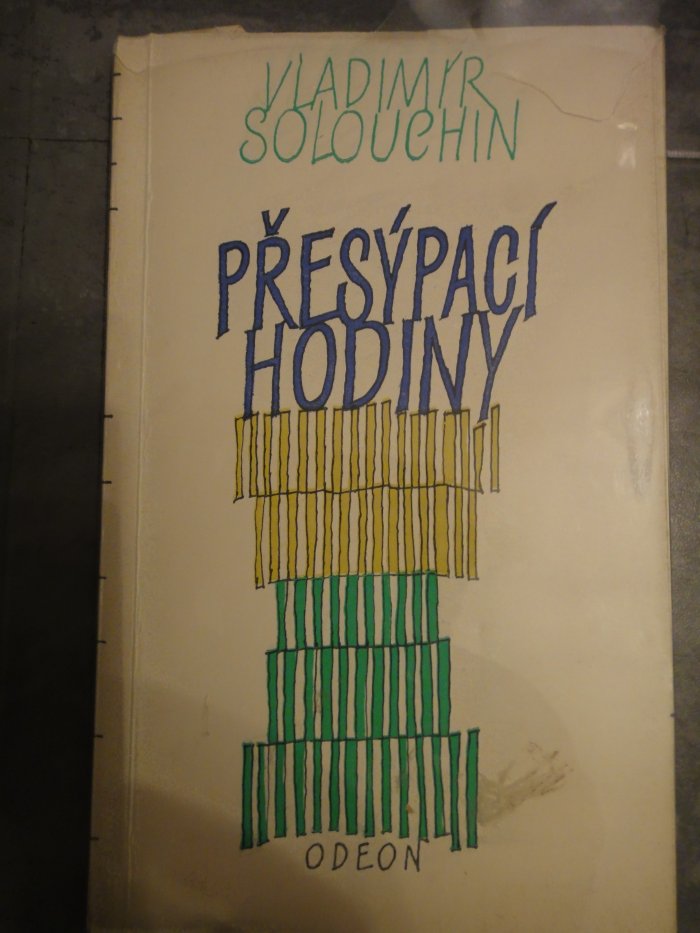 VLADIMÍR
SOLOUCHIN
PŘESÝPACÍ
HODINY
ODEON